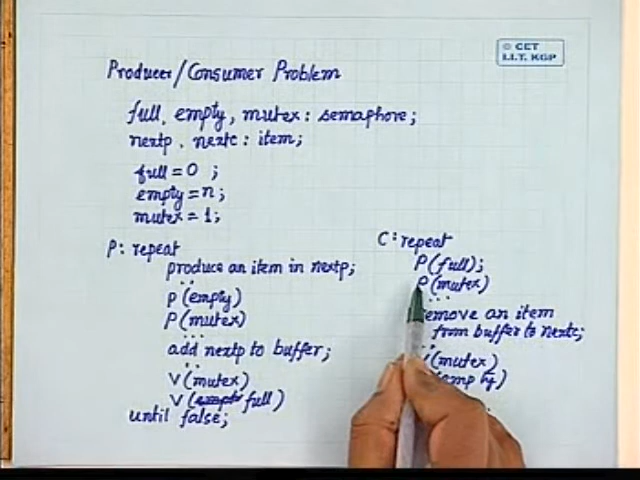 © CET
I.I.T. KGP
Producer/Consumer Problem
full, empty, mutex : semaphore;
nextp, nextc : item;
full = 0 ;
empty = n;
mutex = 1;
P: repeat
produce an item in nextp;
P(empty)
P(mutex)
...
add nextp to buffer;
..
V(mutex)
V(full)
until false;
C: repeat
P(full);
P(mutex)
...
remove an item
from buffer to nextc;
..
(mutex)